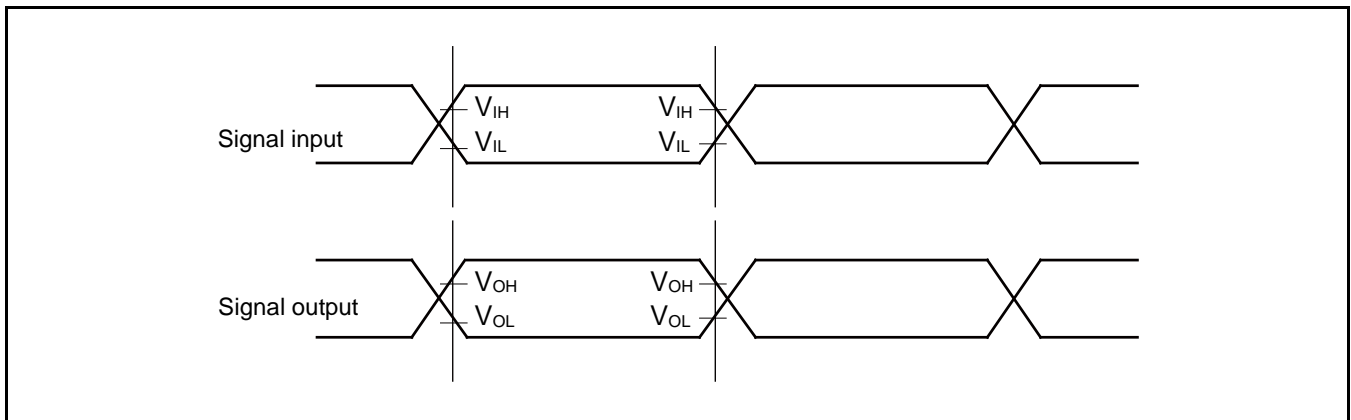 V_IH V_IH
Signal input
V_IL V_IL
V_OH V_OH
Signal output
V_OL V_OL